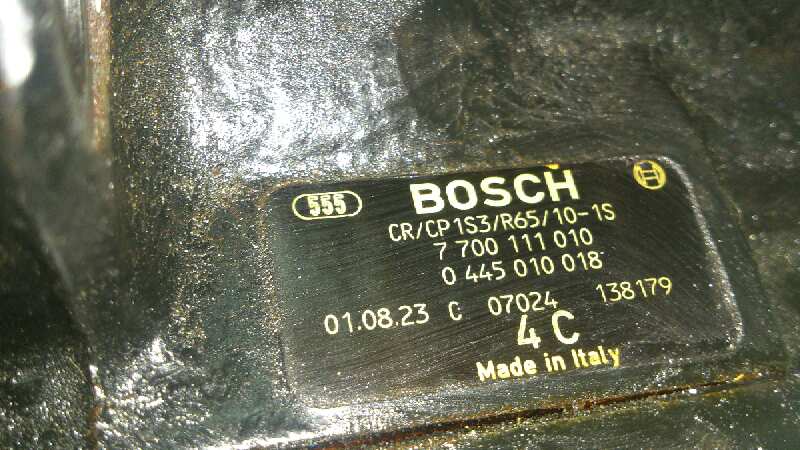 555 BOSCH
CR/CP1S3/R65/10-1S
7 700 111 010
0 445 010 018
01.08.23 C 07024 138179
4 C
Made in Italy